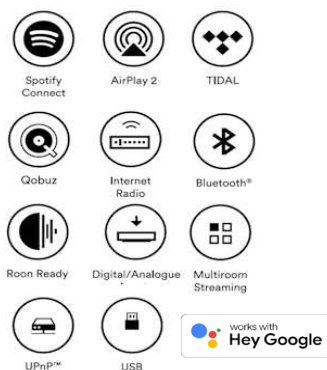 Spotify
Connect
AirPlay 2
TIDAL
Qobuz
Internet
Radio
Bluetooth®
Roon Ready
Digital/Analogue
Multiroom
Streaming
UPnP™
USB
works with
Hey Google